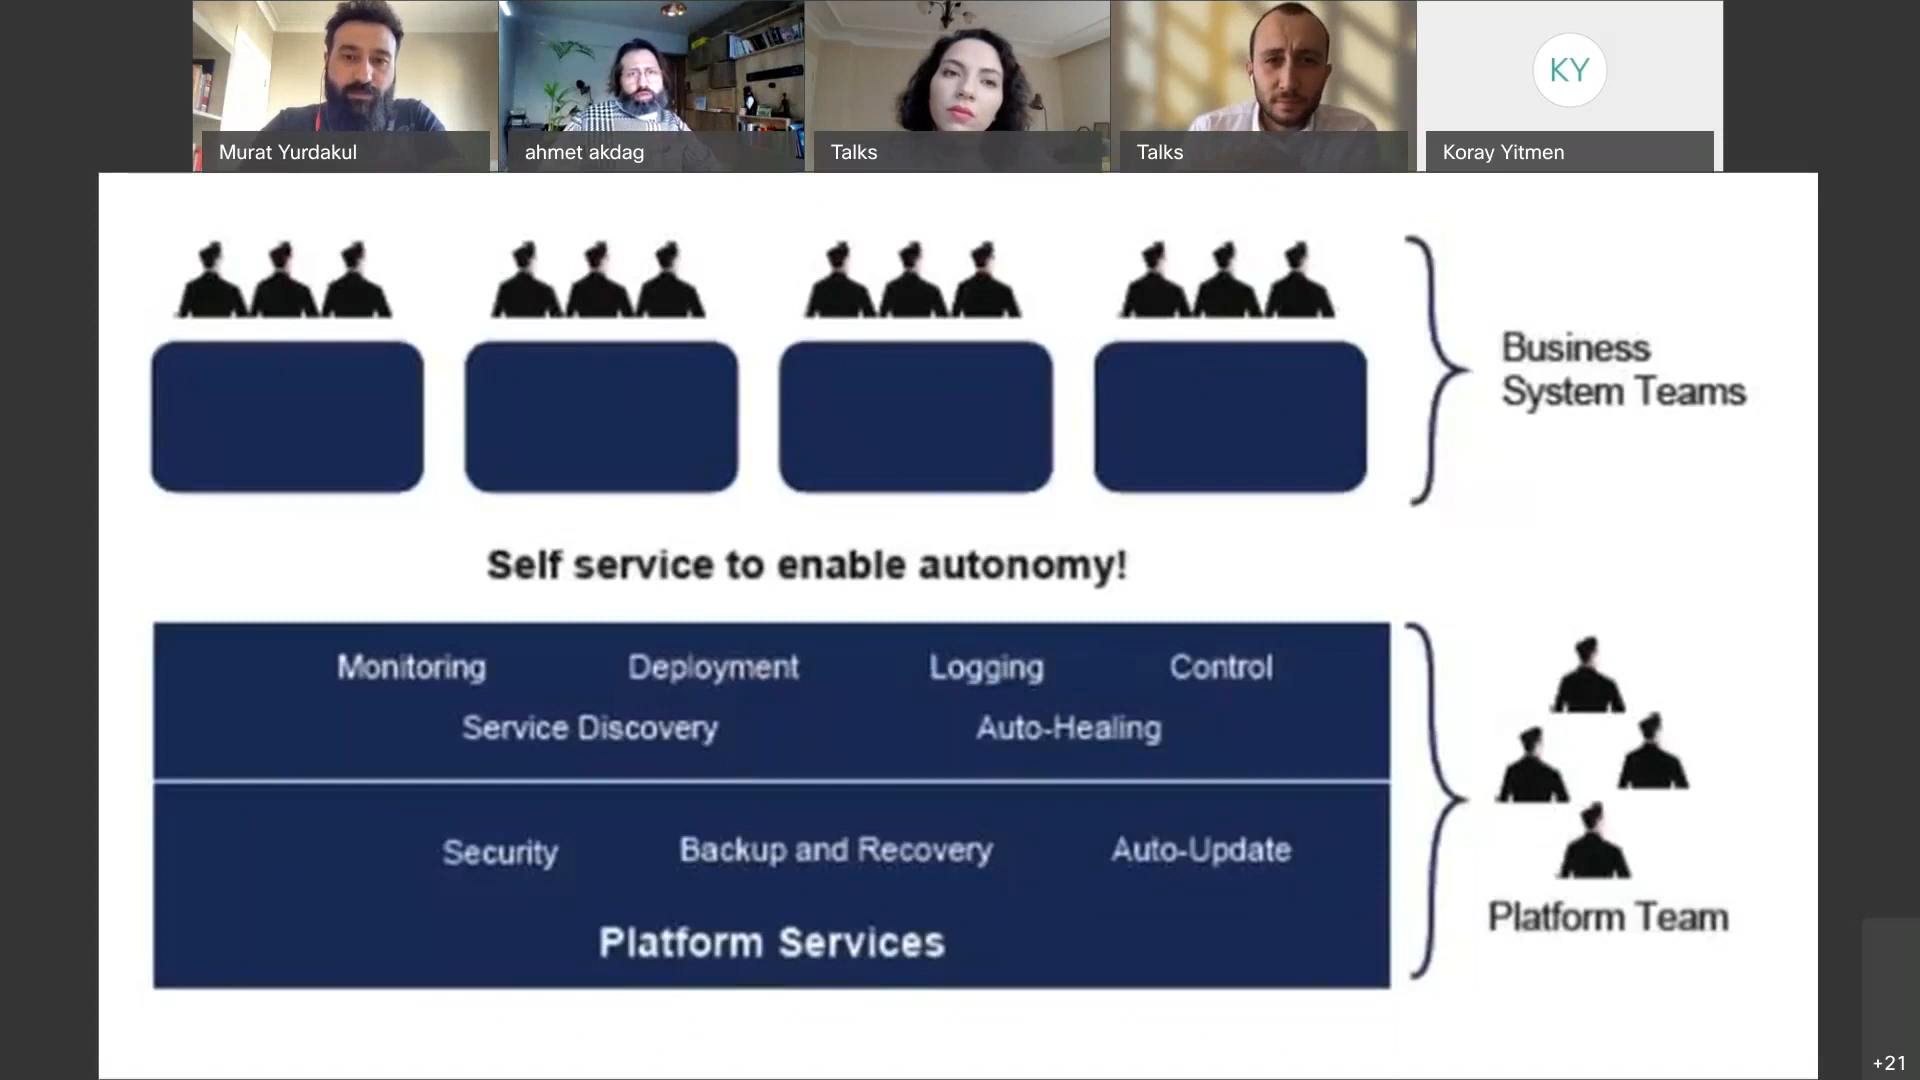 Murat Yurdakul
ahmet akdag
Talks
Talks
KY
Koray Yitmen
Business
System Teams
Self service to enable autonomy!
Monitoring Deployment Logging Control
Service Discovery Auto-Healing
Security Backup and Recovery Auto-Update
Platform Services
Platform Team
+21